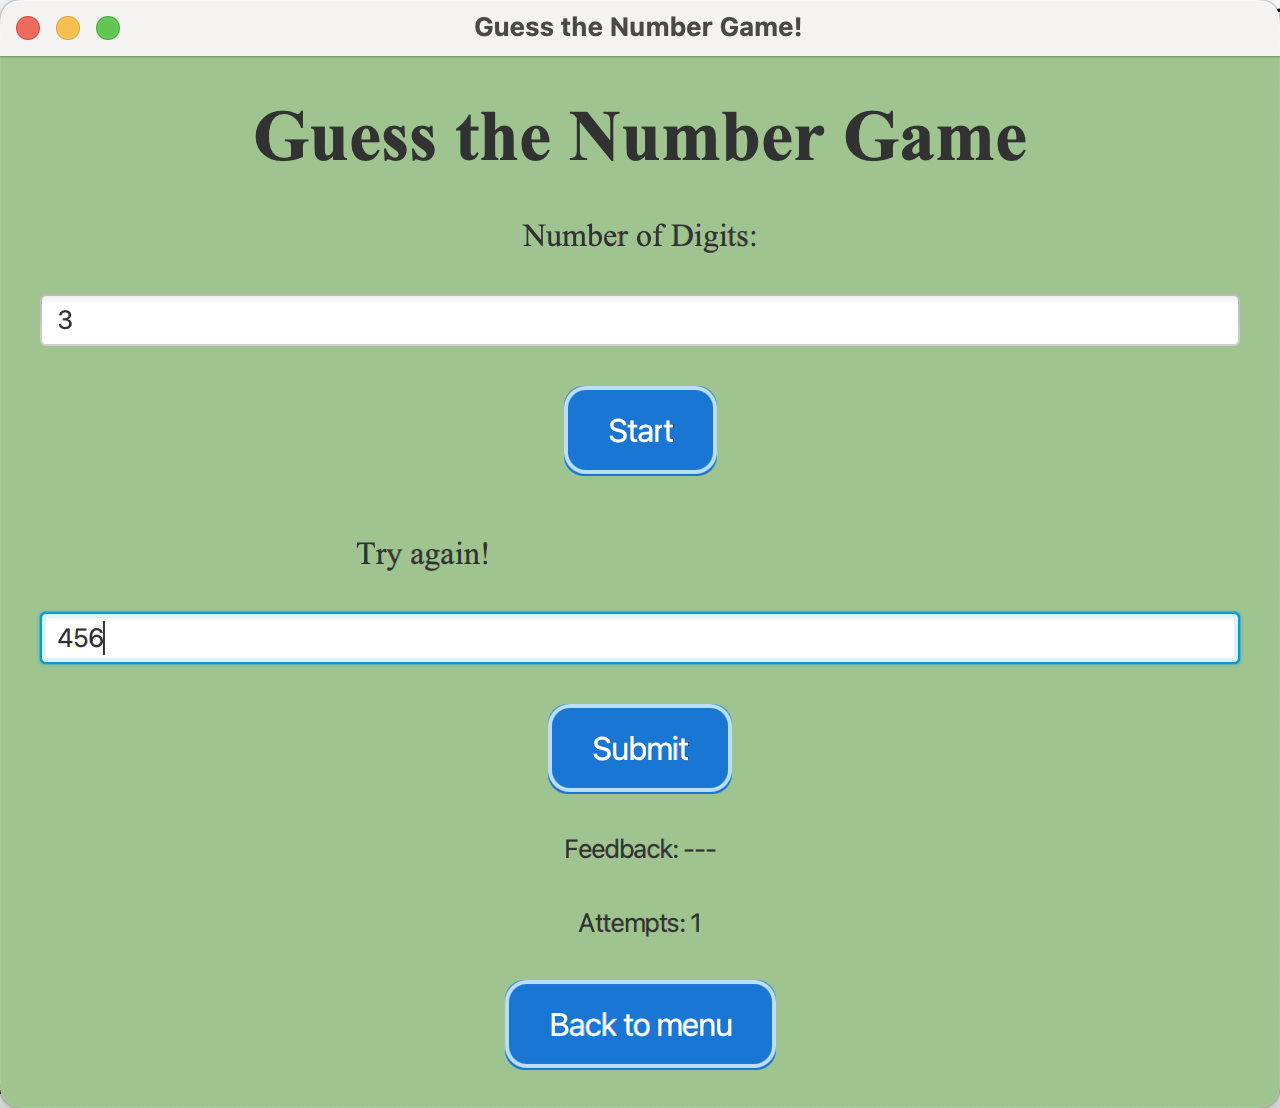 Guess the Number Game!
Guess the Number Game
Number of Digits:
3
Start
Try again!
456
Submit
Feedback: ---
Attempts: 1
Back to menu